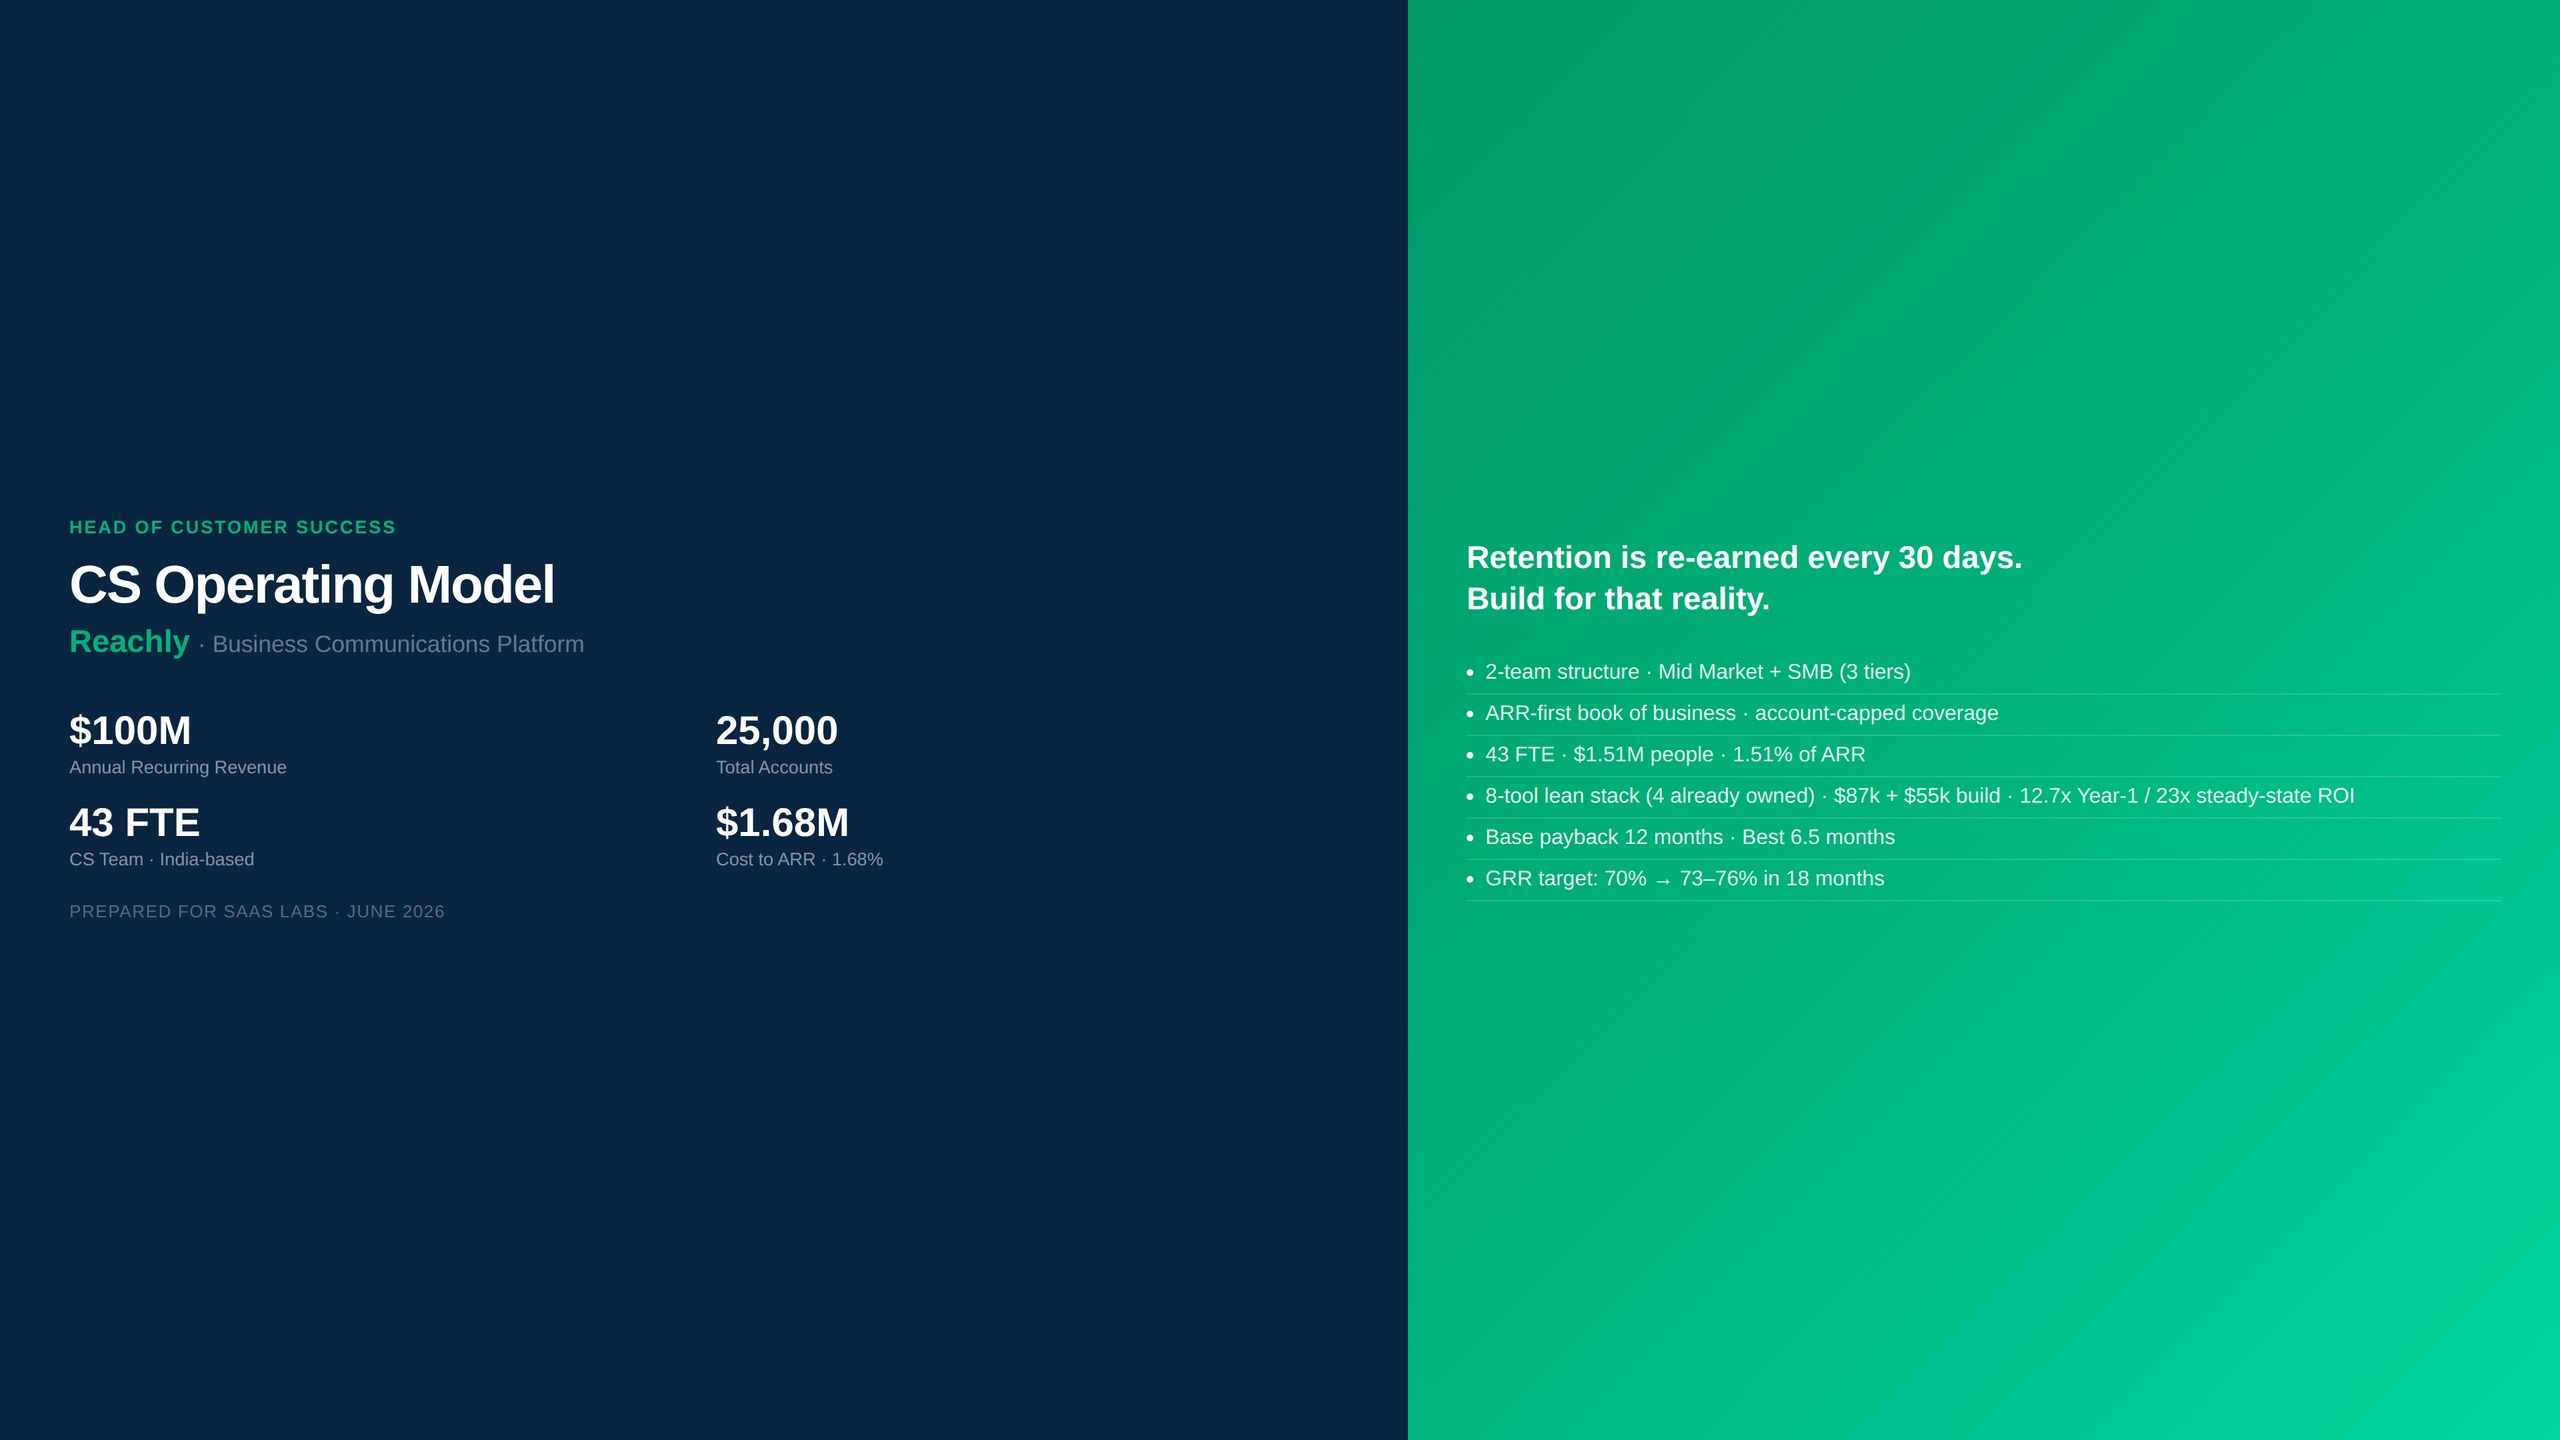 HEAD OF CUSTOMER SUCCESS
CS Operating Model
Reachly · Business Communications Platform
$100M
Annual Recurring Revenue
25,000
Total Accounts
43 FTE
CS Team · India-based
$1.68M
Cost to ARR · 1.68%
PREPARED FOR SAAS LABS · JUNE 2026
Retention is re-earned every 30 days.
Build for that reality.
• 2-team structure · Mid Market + SMB (3 tiers)
• ARR-first book of business · account-capped coverage
• 43 FTE · $1.51M people · 1.51% of ARR
• 8-tool lean stack (4 already owned) · $87k + $55k build · 12.7x Year-1 / 23x steady-state ROI
• Base payback 12 months · Best 6.5 months
• GRR target: 70% → 73–76% in 18 months